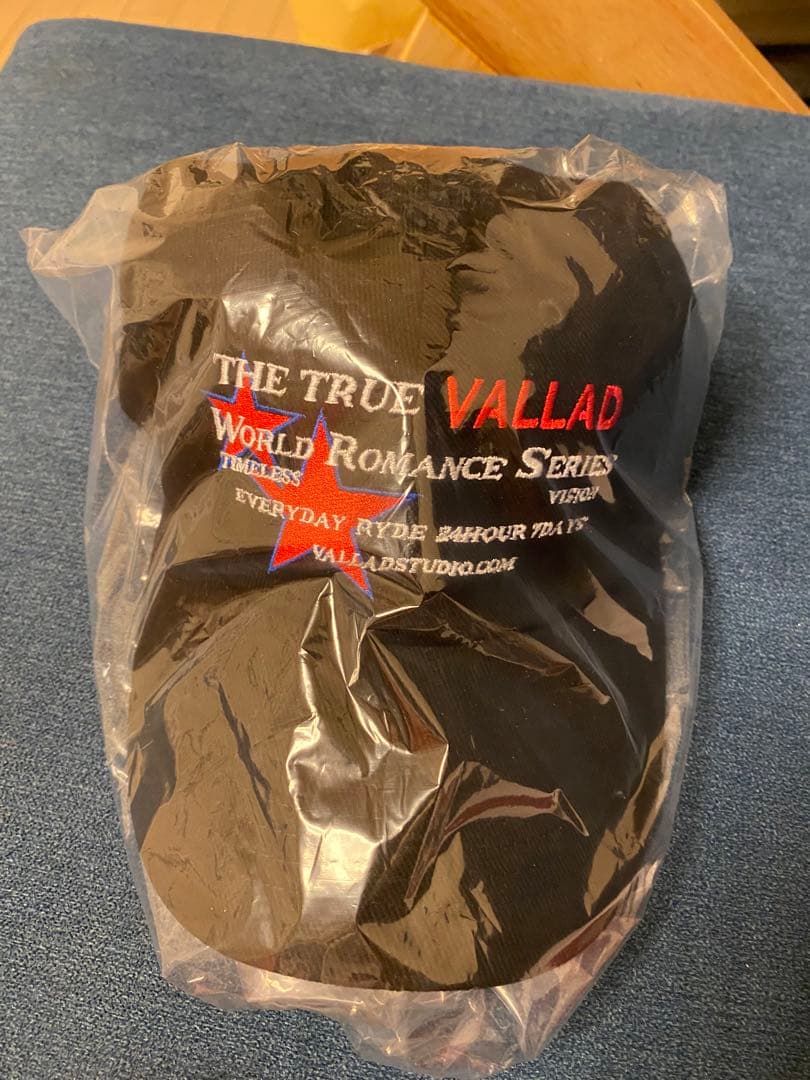 THE TRUE VALLAD
WORLD ROMANCE SERIES
TIMELESS
VISION
EVERYDAY RYDE 24HOUR 7DAYS
VALLADSTUDIO.COM